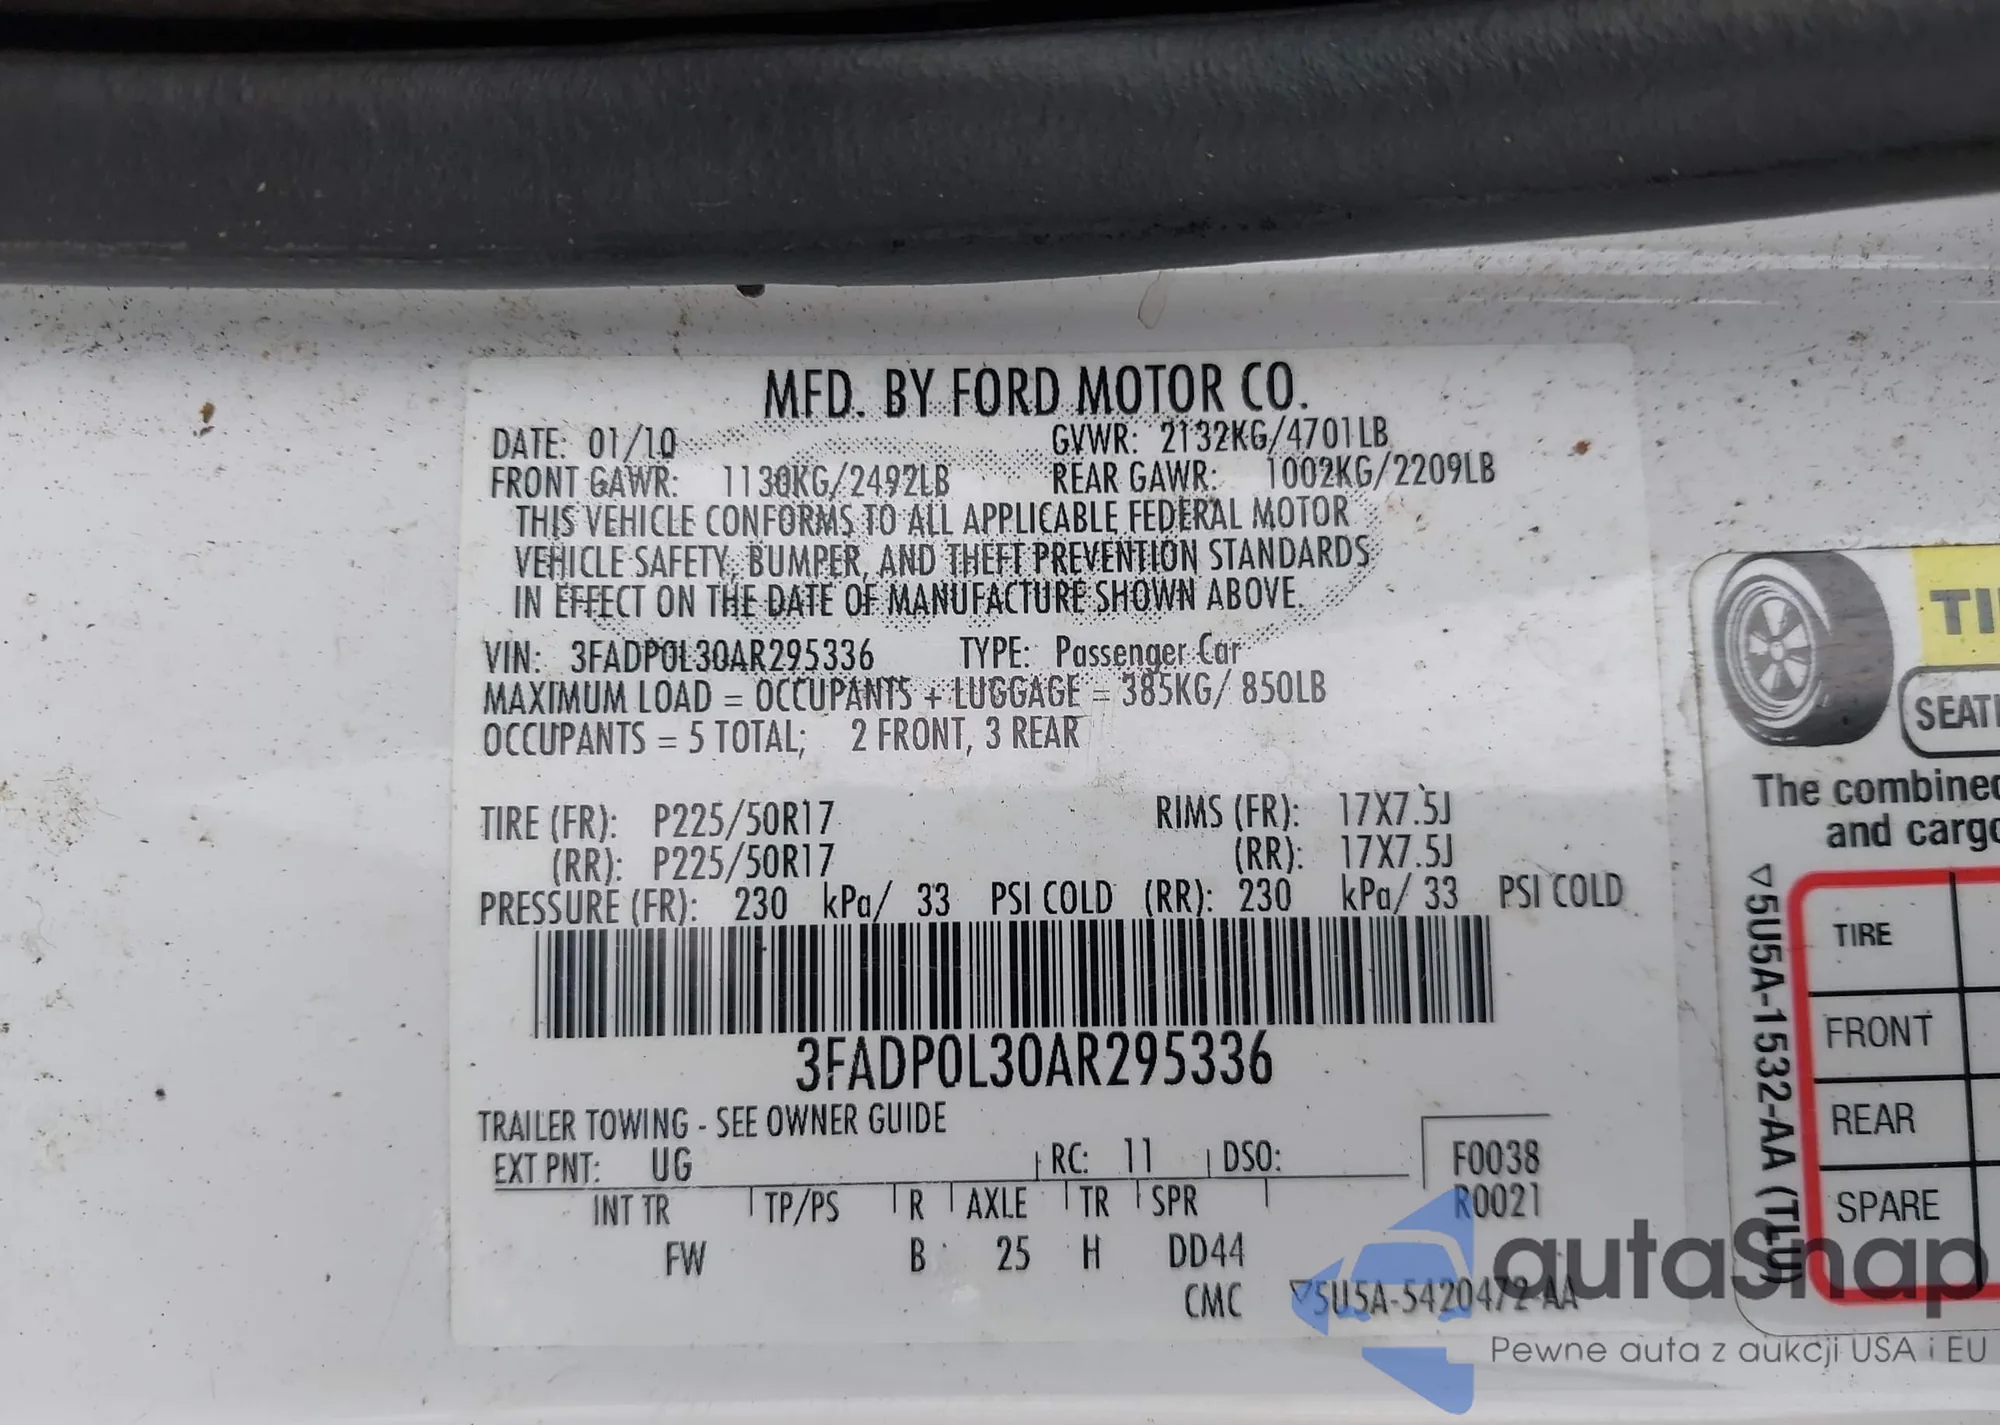 MFD. BY FORD MOTOR CO.
DATE: 01/10 GVWR: 2132KG/4701LB
FRONT GAWR: 1130KG/2492LB REAR GAWR: 1002KG/2209LB
THIS VEHICLE CONFORMS TO ALL APPLICABLE FEDERAL MOTOR
VEHICLE SAFETY, BUMPER, AND THEFT PREVENTION STANDARDS
IN EFFECT ON THE DATE OF MANUFACTURE SHOWN ABOVE.
VIN: 3FADP0L30AR295336 TYPE: Passenger Car
MAXIMUM LOAD = OCCUPANTS + LUGGAGE = 385KG/ 850LB
OCCUPANTS = 5 TOTAL; 2 FRONT, 3 REAR
TIRE (FR): P225/50R17 RIMS (FR): 17X7.5J
(RR): P225/50R17 (RR): 17X7.5J
PRESSURE (FR): 230 kPa/ 33 PSI COLD (RR): 230 kPa/ 33 PSI COLD
3FADP0L30AR295336
TRAILER TOWING - SEE OWNER GUIDE
EXT PNT: UG RC: 11 DSO: F0038
INT TR TP/PS R AXLE TR SPR R0021
FW B 25 H DD44
CMC ▽5U5A-5420472-AA
TI
SEATI
The combined
and cargo
▽5U5A-1532-AA (TLU)
TIRE
FRONT
REAR
SPARE
autaSnap
Pewne auta z aukcji USA i EU